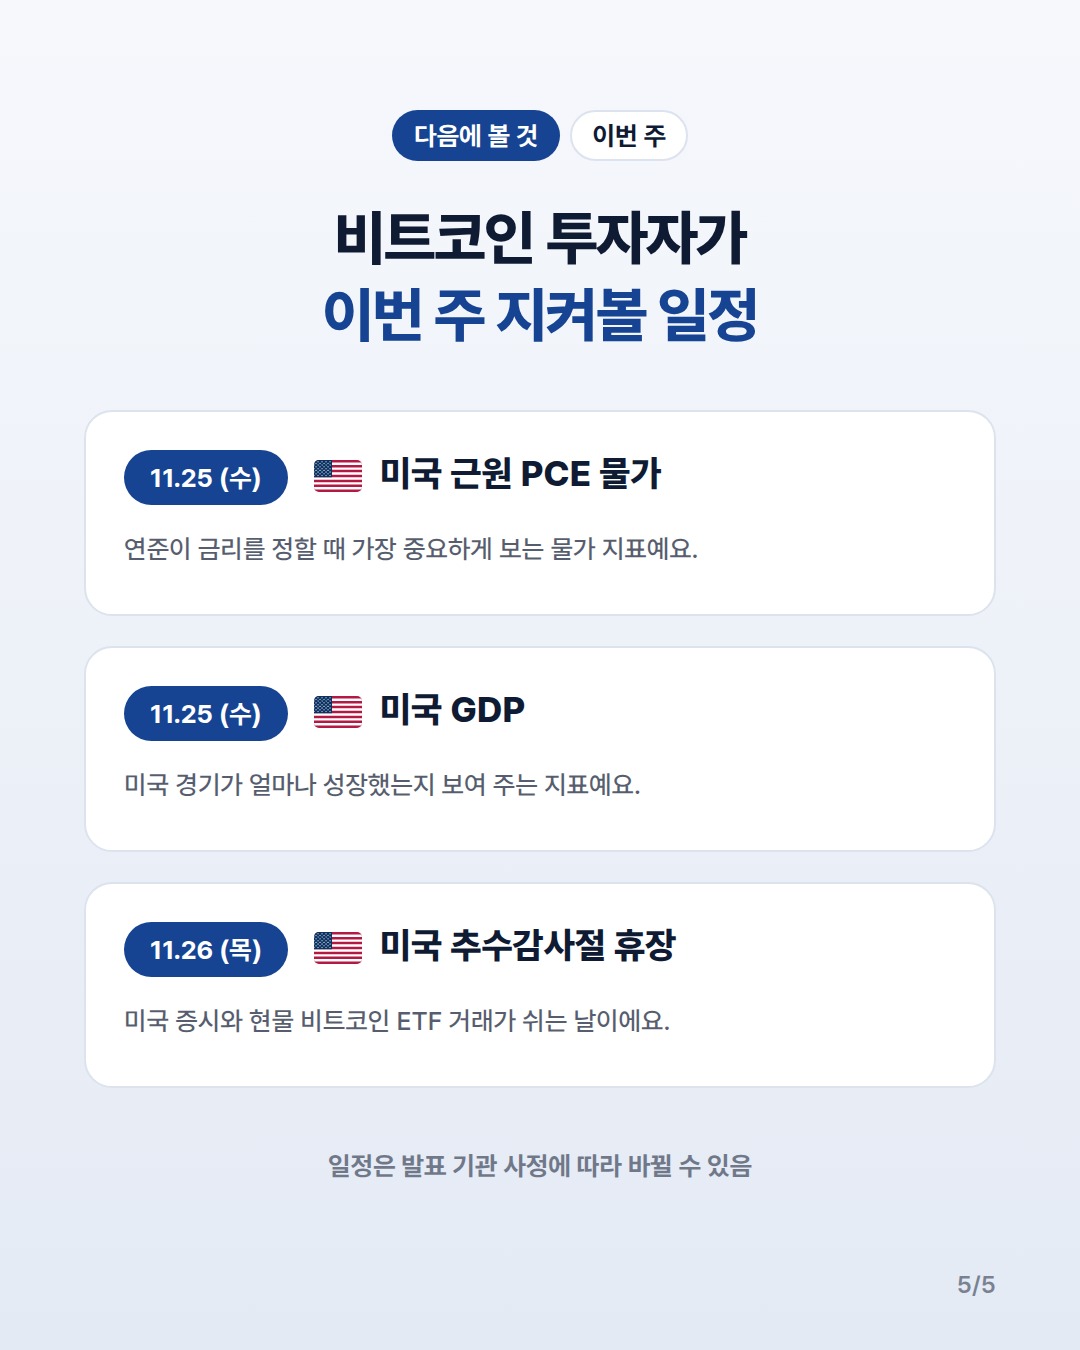 다음에 볼 것 이번 주
비트코인 투자자가
이번 주 지켜볼 일정
11.25 (수) 미국 근원 PCE 물가
연준이 금리를 정할 때 가장 중요하게 보는 물가 지표예요.
11.25 (수) 미국 GDP
미국 경기가 얼마나 성장했는지 보여 주는 지표예요.
11.26 (목) 미국 추수감사절 휴장
미국 증시와 현물 비트코인 ETF 거래가 쉬는 날이에요.
일정은 발표 기관 사정에 따라 바뀔 수 있음
5/5